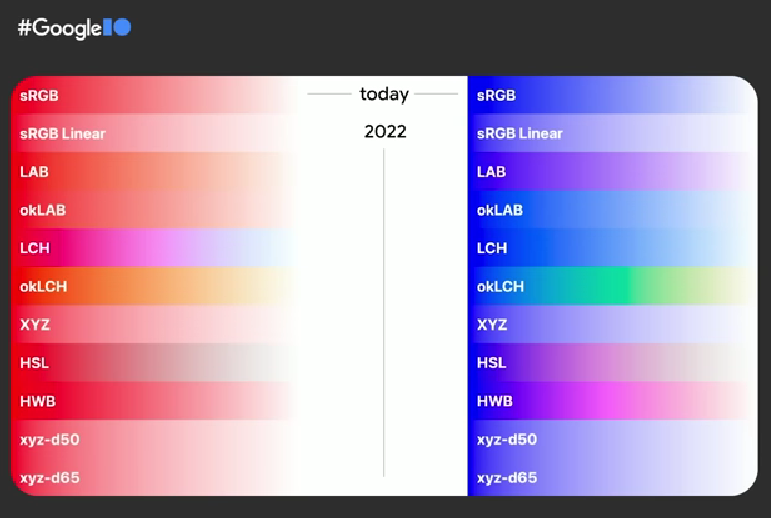 #GoogleIO
sRGB
sRGB Linear
LAB
okLAB
LCH
okLCH
XYZ
HSL
HWB
xyz-d50
xyz-d65
today
2022
sRGB
sRGB Linear
LAB
okLAB
LCH
okLCH
XYZ
HSL
HWB
xyz-d50
xyz-d65